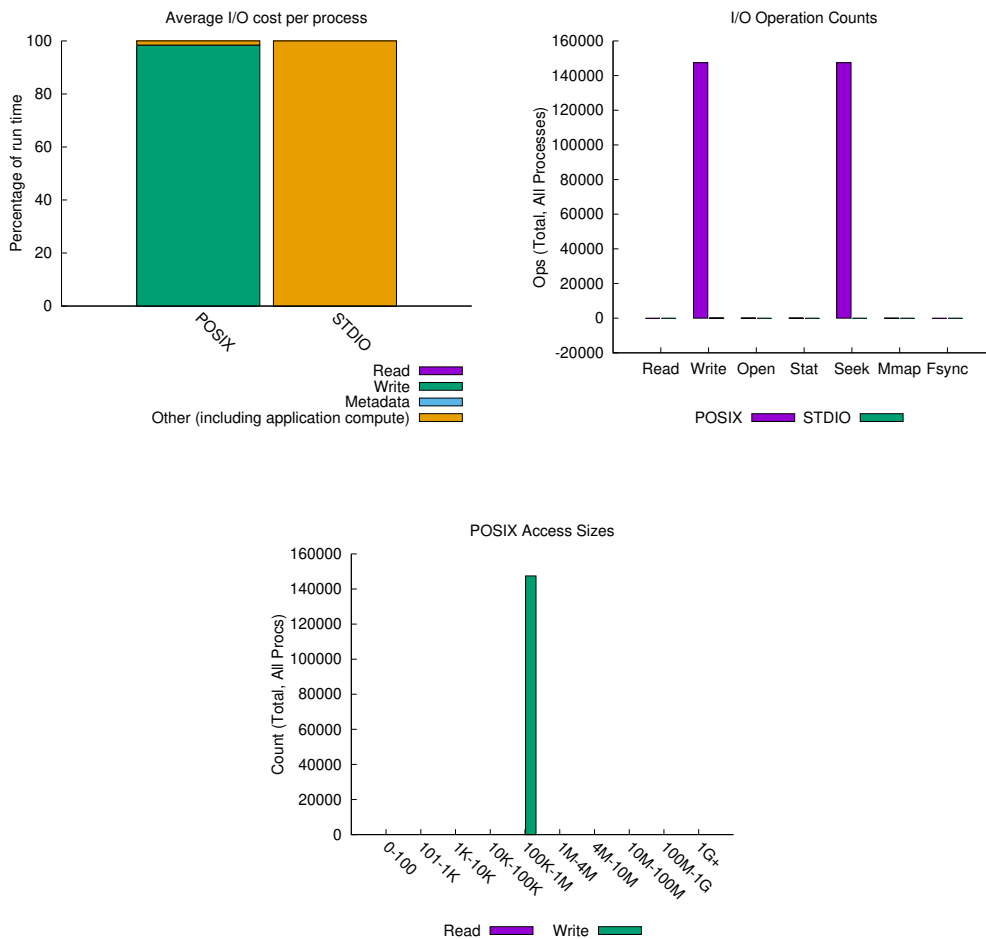 Average I/O cost per process
Percentage of run time
100
80
60
40
20
0
POSIX
STDIO
Read
Write
Metadata
Other (including application compute)
I/O Operation Counts
Ops (Total, All Processes)
160000
140000
120000
100000
80000
60000
40000
20000
0
-20000
Read Write Open Stat Seek Mmap Fsync
POSIX STDIO
POSIX Access Sizes
Count (Total, All Procs)
160000
140000
120000
100000
80000
60000
40000
20000
0
0-100
101-1K
1K-10K
10K-100K
100K-1M
1M-4M
4M-10M
10M-100M
100M-1G
1G+
Read Write